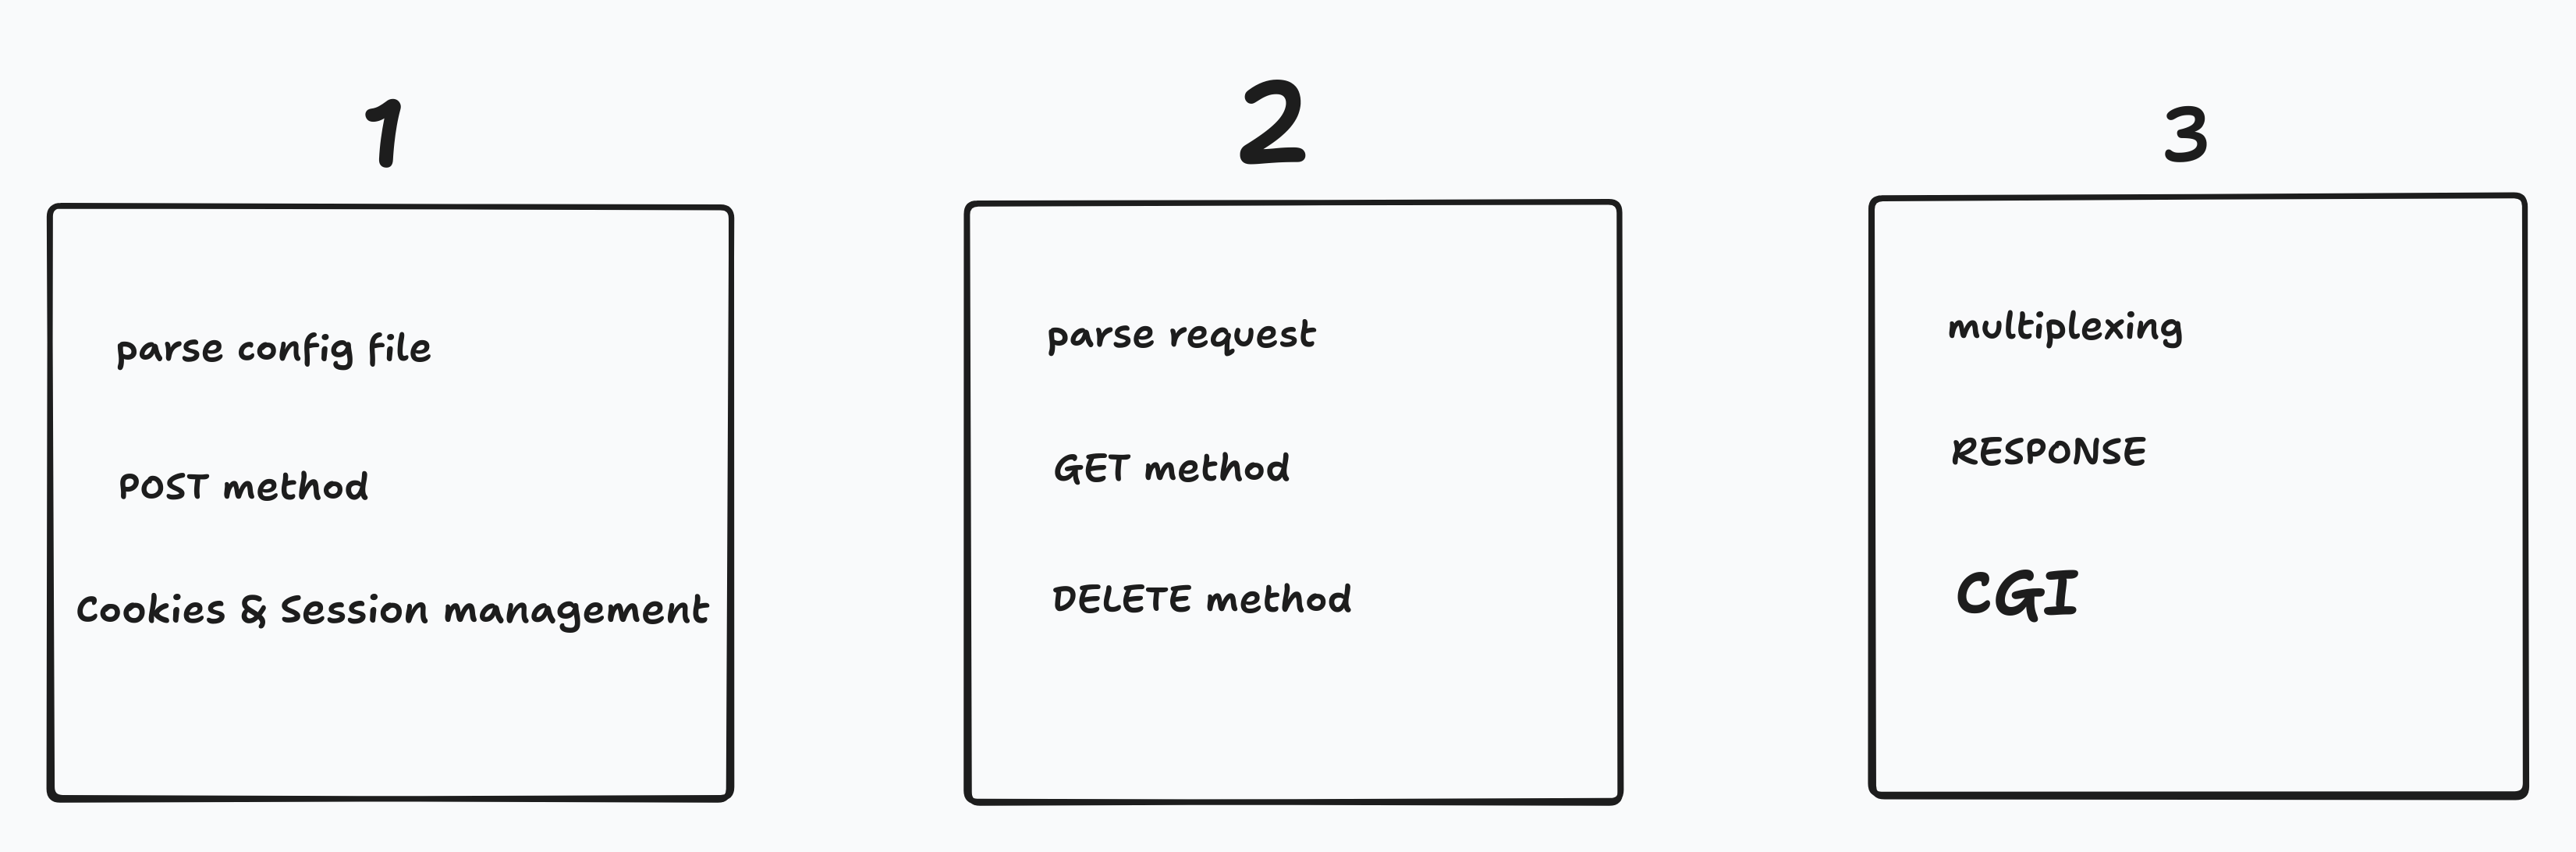 1
parse config file
POST method
Cookies & Session management
2
parse request
GET method
DELETE method
3
multiplexing
RESPONSE
CGI